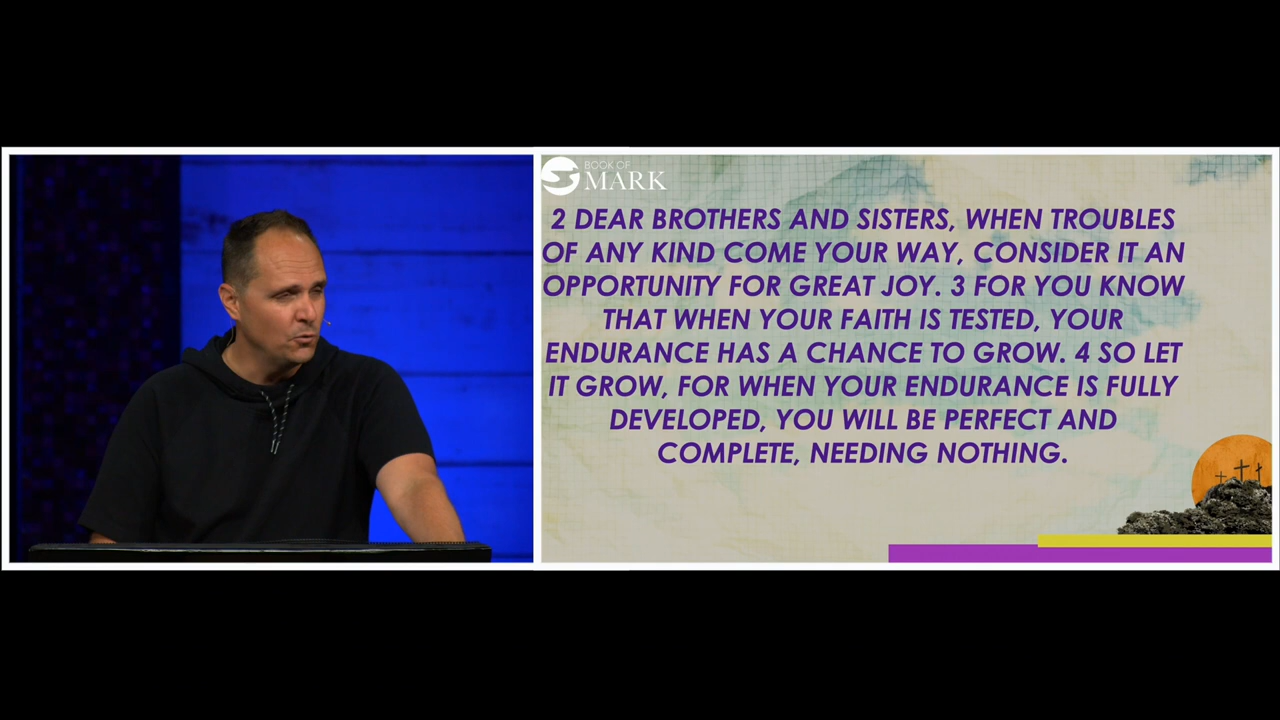 BOOK OF
MARK
2 DEAR BROTHERS AND SISTERS, WHEN TROUBLES
OF ANY KIND COME YOUR WAY, CONSIDER IT AN
OPPORTUNITY FOR GREAT JOY. 3 FOR YOU KNOW
THAT WHEN YOUR FAITH IS TESTED, YOUR
ENDURANCE HAS A CHANCE TO GROW. 4 SO LET
IT GROW, FOR WHEN YOUR ENDURANCE IS FULLY
DEVELOPED, YOU WILL BE PERFECT AND
COMPLETE, NEEDING NOTHING.